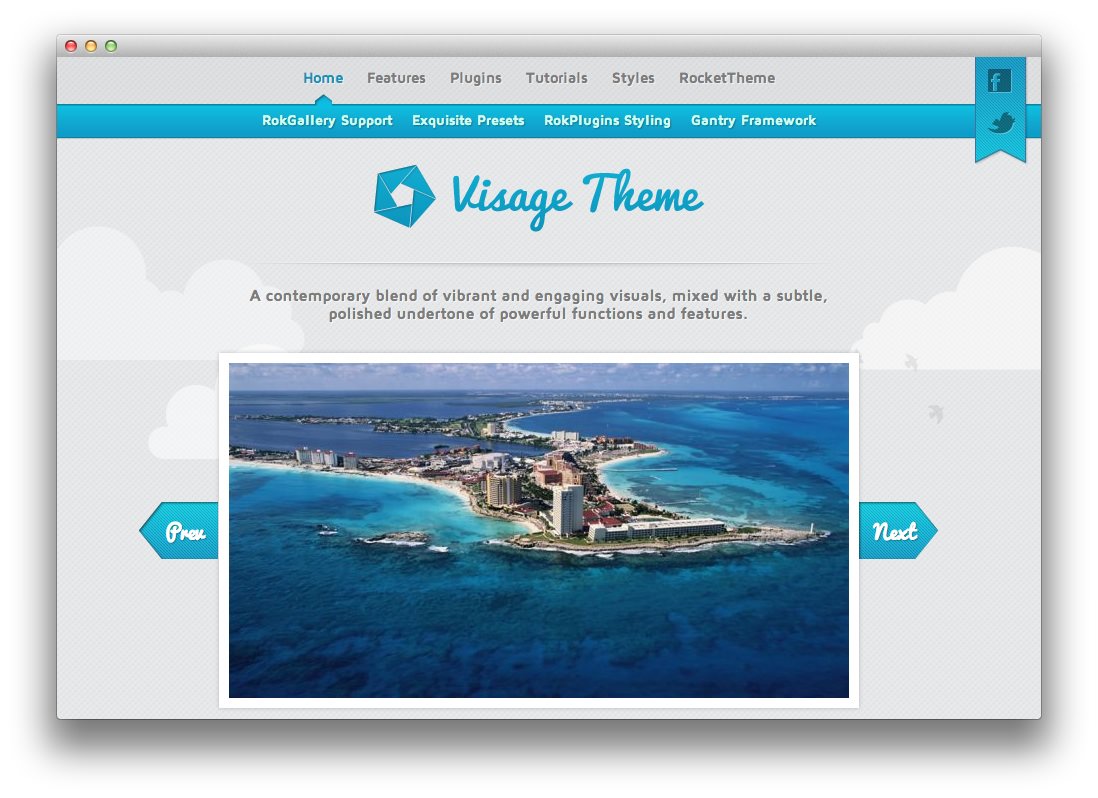 Home Features Plugins Tutorials Styles RocketTheme
RokGallery Support Exquisite Presets RokPlugins Styling Gantry Framework
f
Visage Theme
A contemporary blend of vibrant and engaging visuals, mixed with a subtle,
polished undertone of powerful functions and features.
Prev
Next